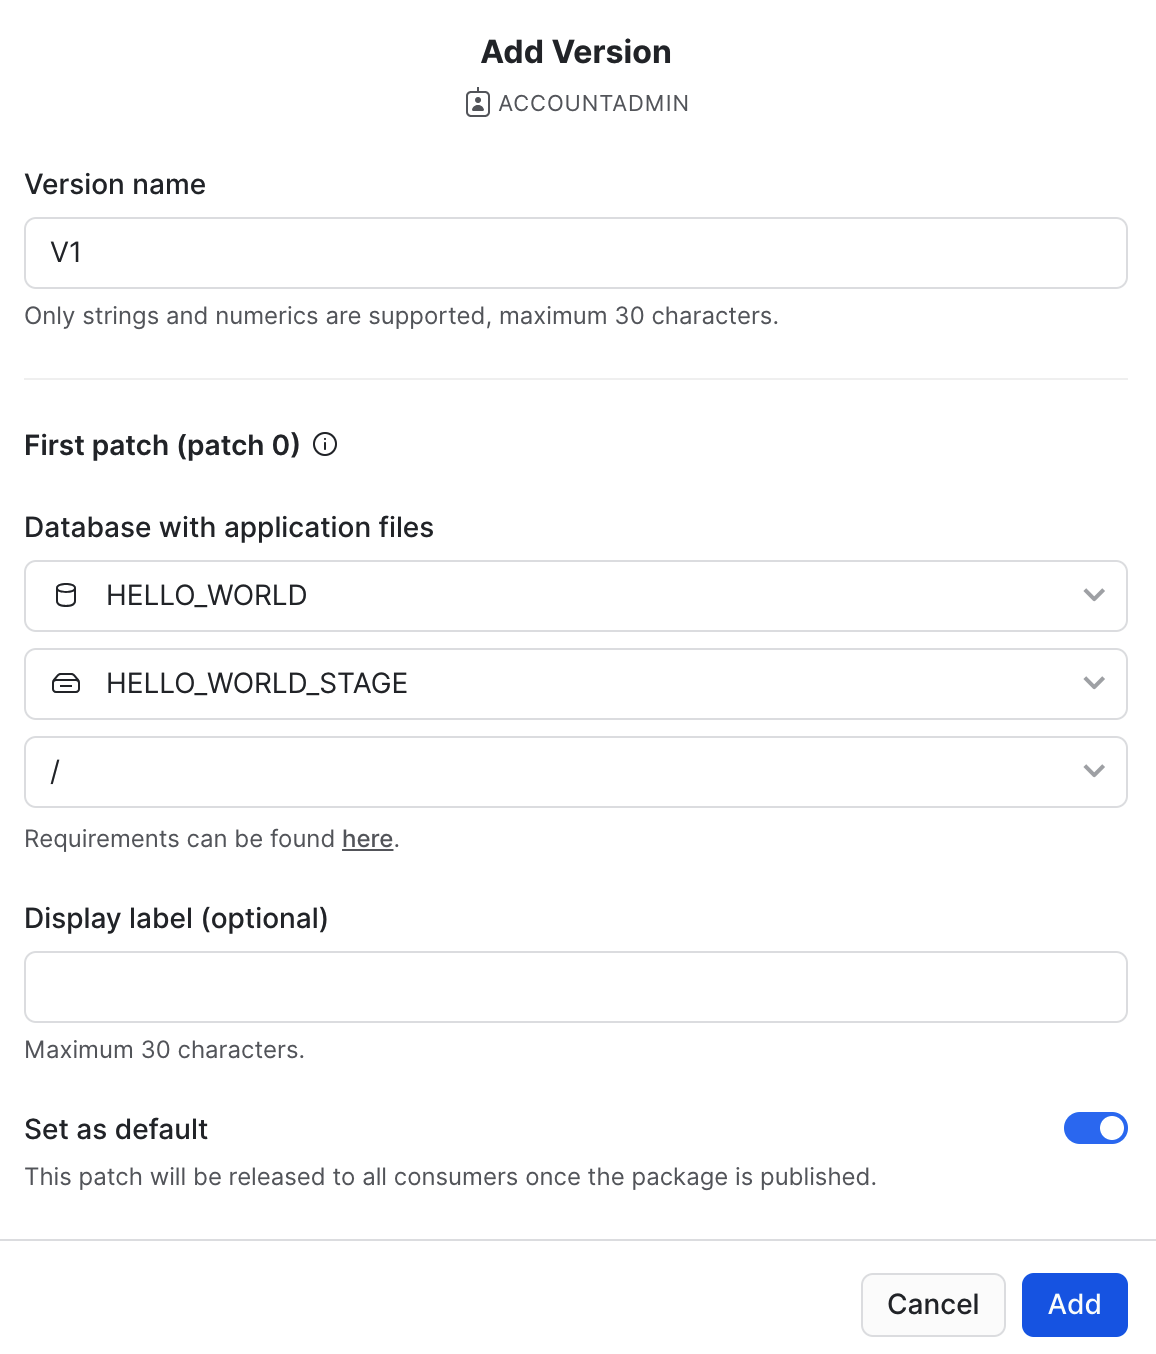 Add Version
ACCOUNTADMIN
Version name
V1
Only strings and numerics are supported, maximum 30 characters.
First patch (patch 0)
Database with application files
HELLO_WORLD
HELLO_WORLD_STAGE
/
Requirements can be found here.
Display label (optional)
Maximum 30 characters.
Set as default
This patch will be released to all consumers once the package is published.
Cancel
Add